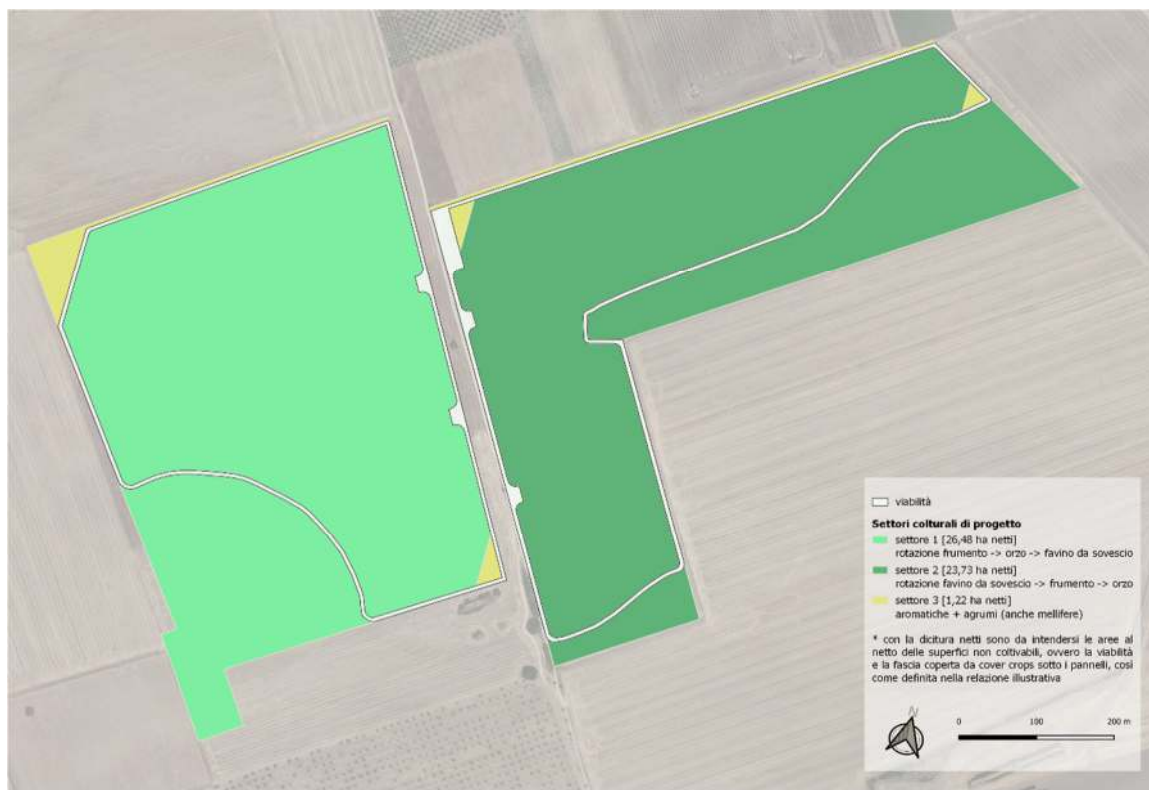 viabilità
Settori colturali di progetto
settore 1 [26,48 ha netti]
rotazione frumento -> orzo -> favino da sovescio
settore 2 [23,73 ha netti]
rotazione favino da sovescio -> frumento -> orzo
settore 3 [1,22 ha netti]
aromatiche + agrumi (anche mellifere)
* con la dicitura netti sono da intendersi le aree al
netto delle superfici non coltivabili, ovvero la viabilità
e la fascia coperta da cover crops sotto i pannelli, così
come definita nella relazione illustrativa
N
0 100 200 m